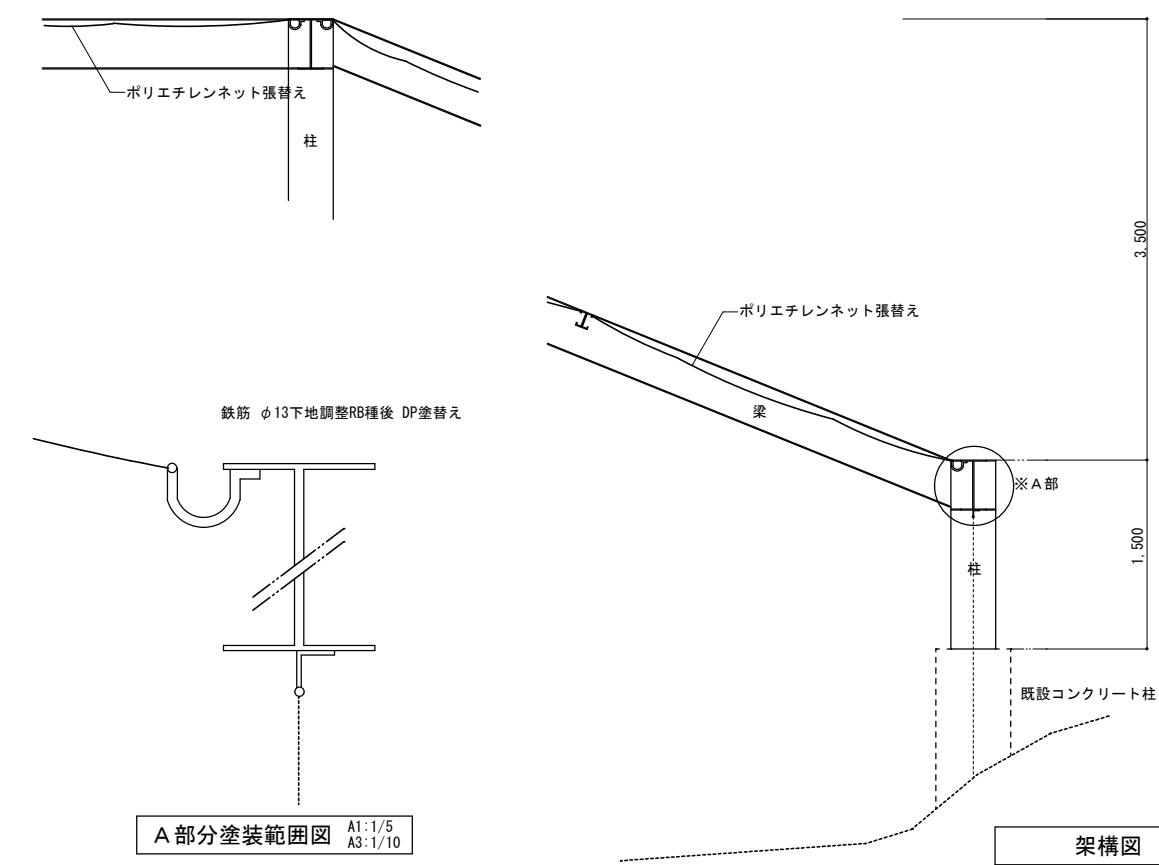 ポリエチレンネット張替え
柱
3,500
ポリエチレンネット張替え
梁
鉄筋 φ13下地調整RB種後 DP塗替え
※A部
1,500
柱
既設コンクリート柱
A部分塗装範囲図 A1:1/5
A3:1/10
架構図